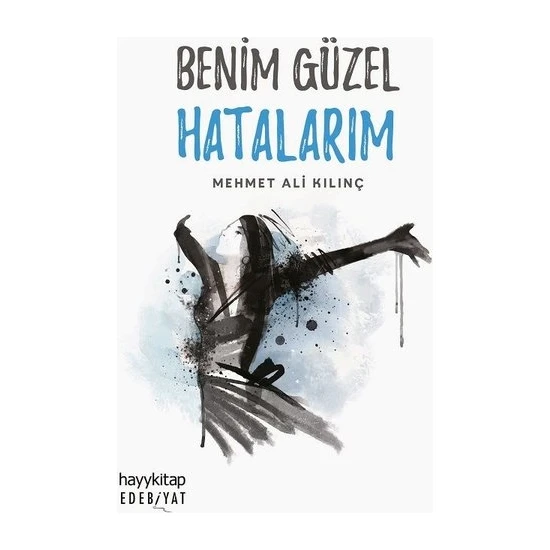 BENİM GÜZEL
HATALARIM
MEHMET ALİ KILINÇ
hayykitap
EDEBİYAT